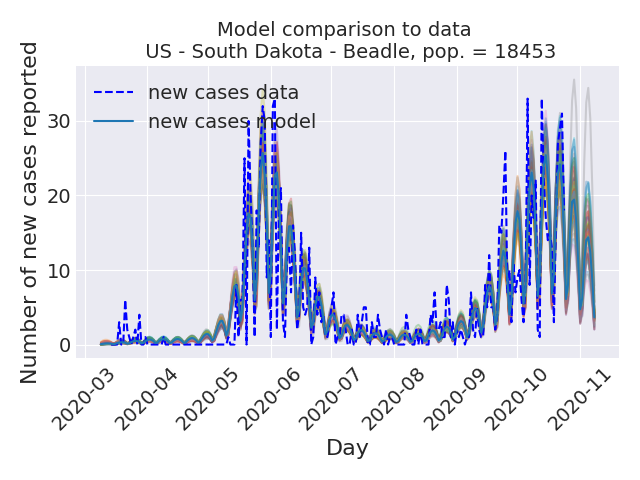 Model comparison to data
US - South Dakota - Beadle, pop. = 18453
new cases data
new cases model
Number of new cases reported
30
20
10
0
2020-03
2020-04
2020-05
2020-06
2020-07
2020-08
2020-09
2020-10
2020-11
Day